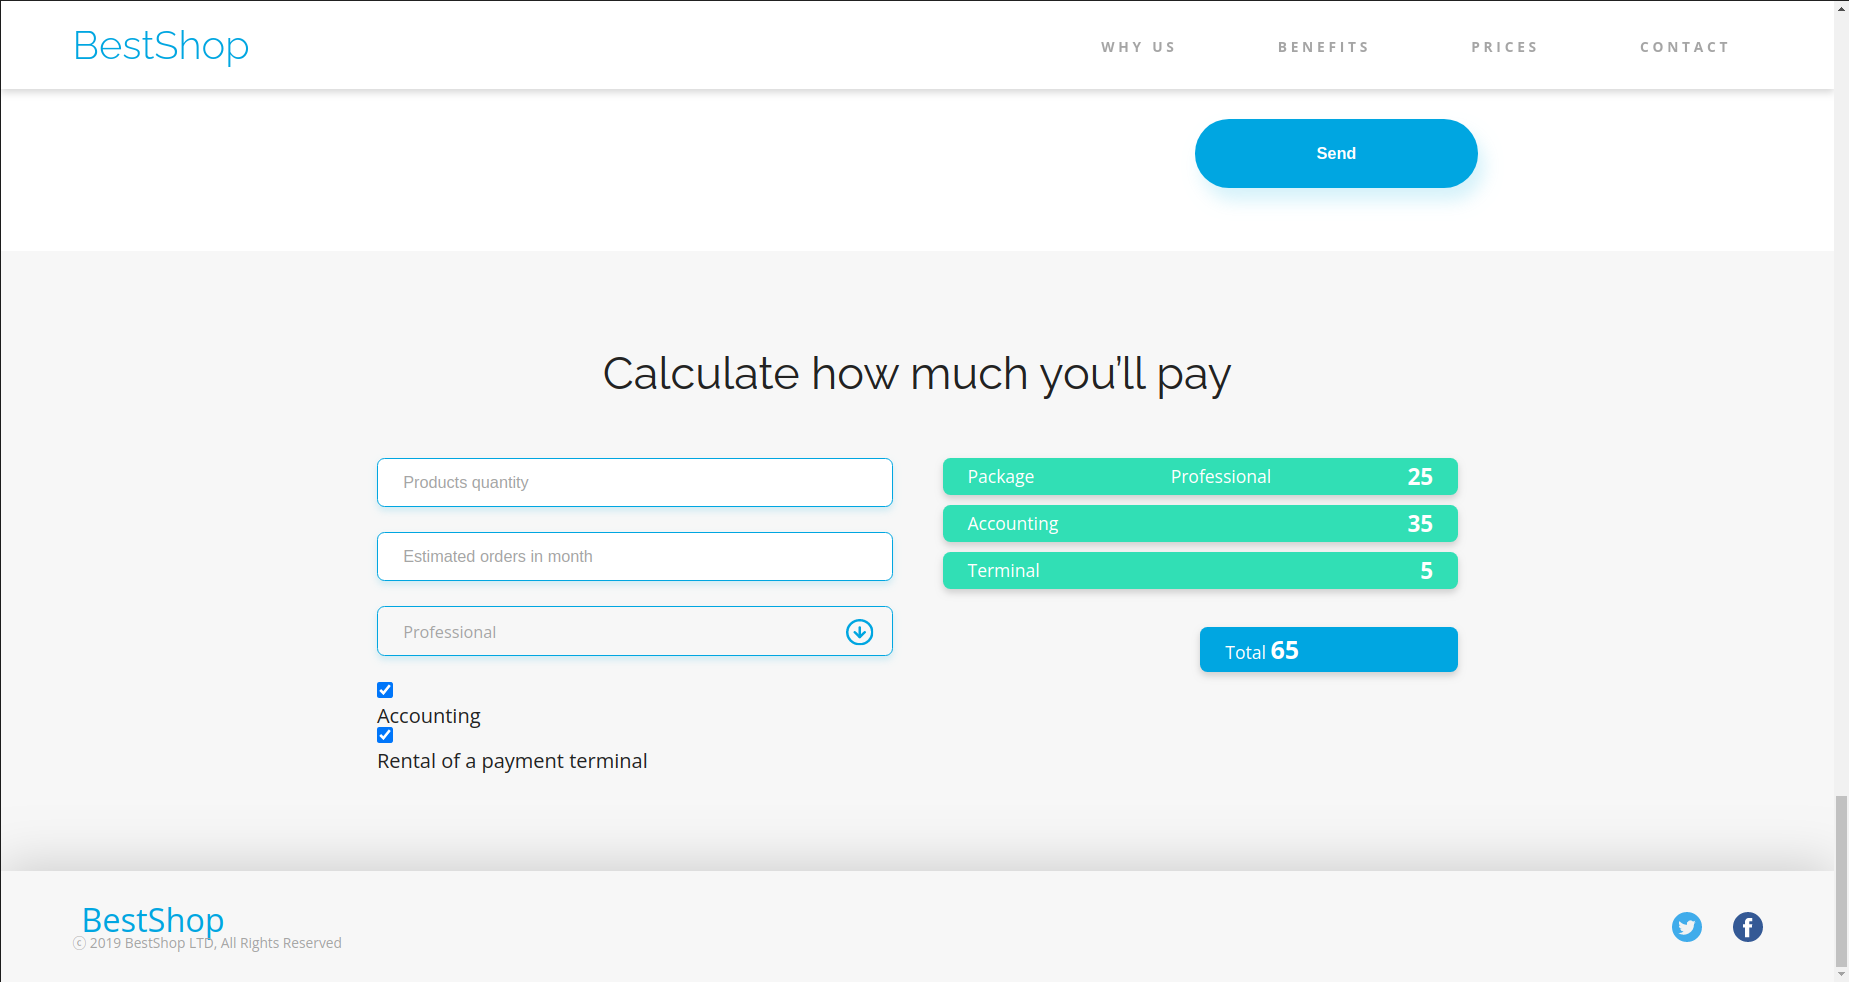 BestShop
WHY US
BENEFITS
PRICES
CONTACT
Send
Calculate how much you’ll pay
Products quantity
Estimated orders in month
Professional
Accounting
Rental of a payment terminal
Package Professional 25
Accounting 35
Terminal 5
Total 65
BestShop
ⓒ 2019 BestShop LTD, All Rights Reserved